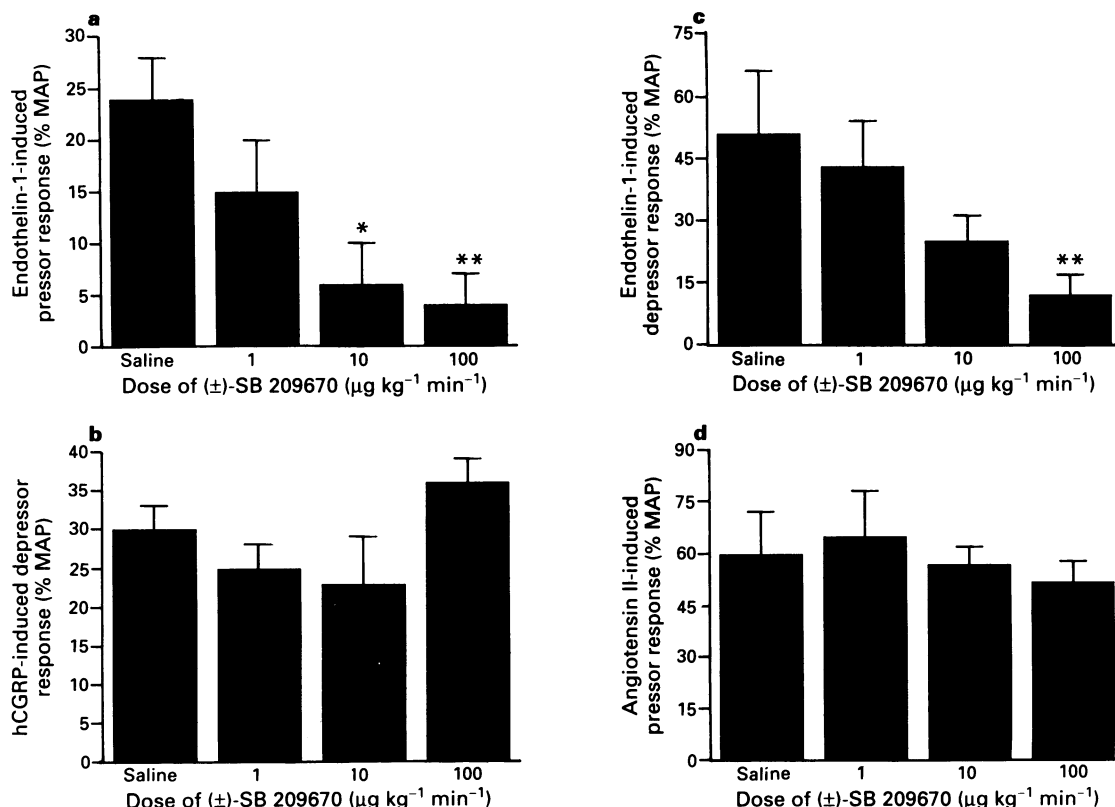 a
Endothelin-1-induced
pressor response (% MAP)
30
25
20
15
10
5
0
*
**
Saline 1 10 100
Dose of (±)-SB 209670 (µg kg⁻¹ min⁻¹)
c
Endothelin-1-induced
depressor response (% MAP)
75
60
45
30
15
0
**
Saline 1 10 100
Dose of (±)-SB 209670 (µg kg⁻¹ min⁻¹)
b
hCGRP-induced depressor
response (% MAP)
40
35
30
25
20
15
10
5
0
Saline 1 10 100
Dose of (±)-SB 209670 (µg kg⁻¹ min⁻¹)
d
Angiotensin II-induced
pressor response (% MAP)
90
75
60
45
30
15
0
Saline 1 10 100
Dose of (±)-SB 209670 (µg kg⁻¹ min⁻¹)